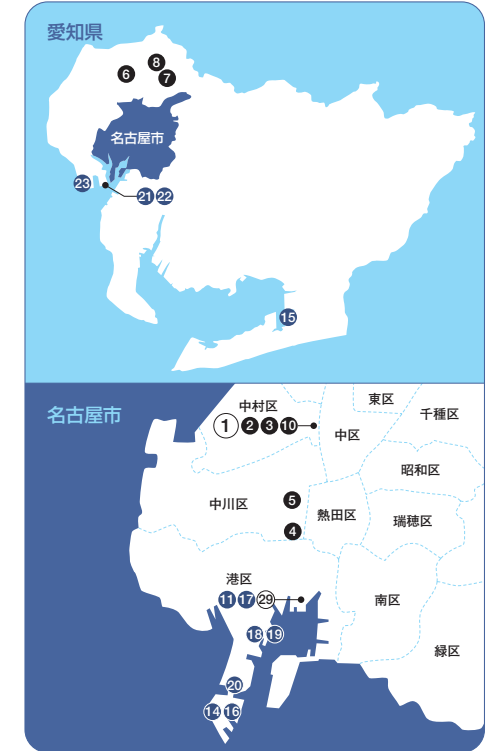 愛知県
8
6
7
名古屋市
23
21 22
15
名古屋市
中村区
東区
千種区
1 2 3 10
中区
昭和区
中川区
5
熱田区
瑞穂区
4
港区
11 17 29
南区
18 19
緑区
20
14 16